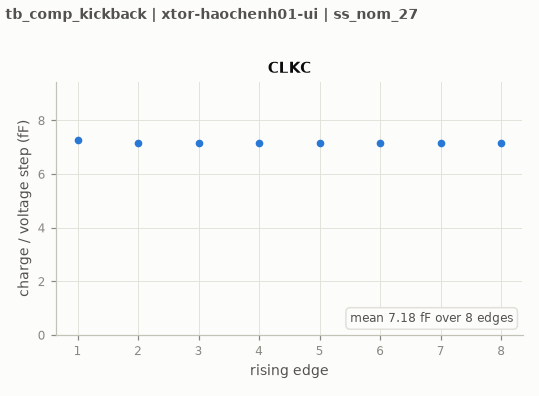 tb_comp_kickback | xtor-haochenh01-ui | ss_nom_27
CLKC
charge / voltage step (fF)
8
6
4
2
0
mean 7.18 fF over 8 edges
1 2 3 4 5 6 7 8
rising edge